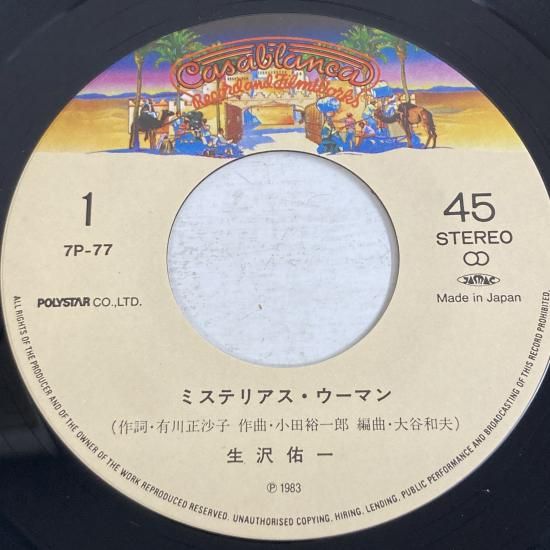 Casablanca
Record and FilmWorks
1
45
7P-77
STEREO
POLYSTAR CO.,LTD.
JASRAC
Made in Japan
ミステリアス・ウーマン
(作詞・有川正沙子 作曲・小田裕一郎 編曲・大谷和夫)
生沢佑一
Ⓟ 1983
ALL RIGHTS OF THE PRODUCER AND OF THE OWNER OF THE WORK REPRODUCED RESERVED. UNAUTHORISED COPYING, HIRING, LENDING, PUBLIC PERFORMANCE AND BROADCASTING OF THIS RECORD PROHIBITED.